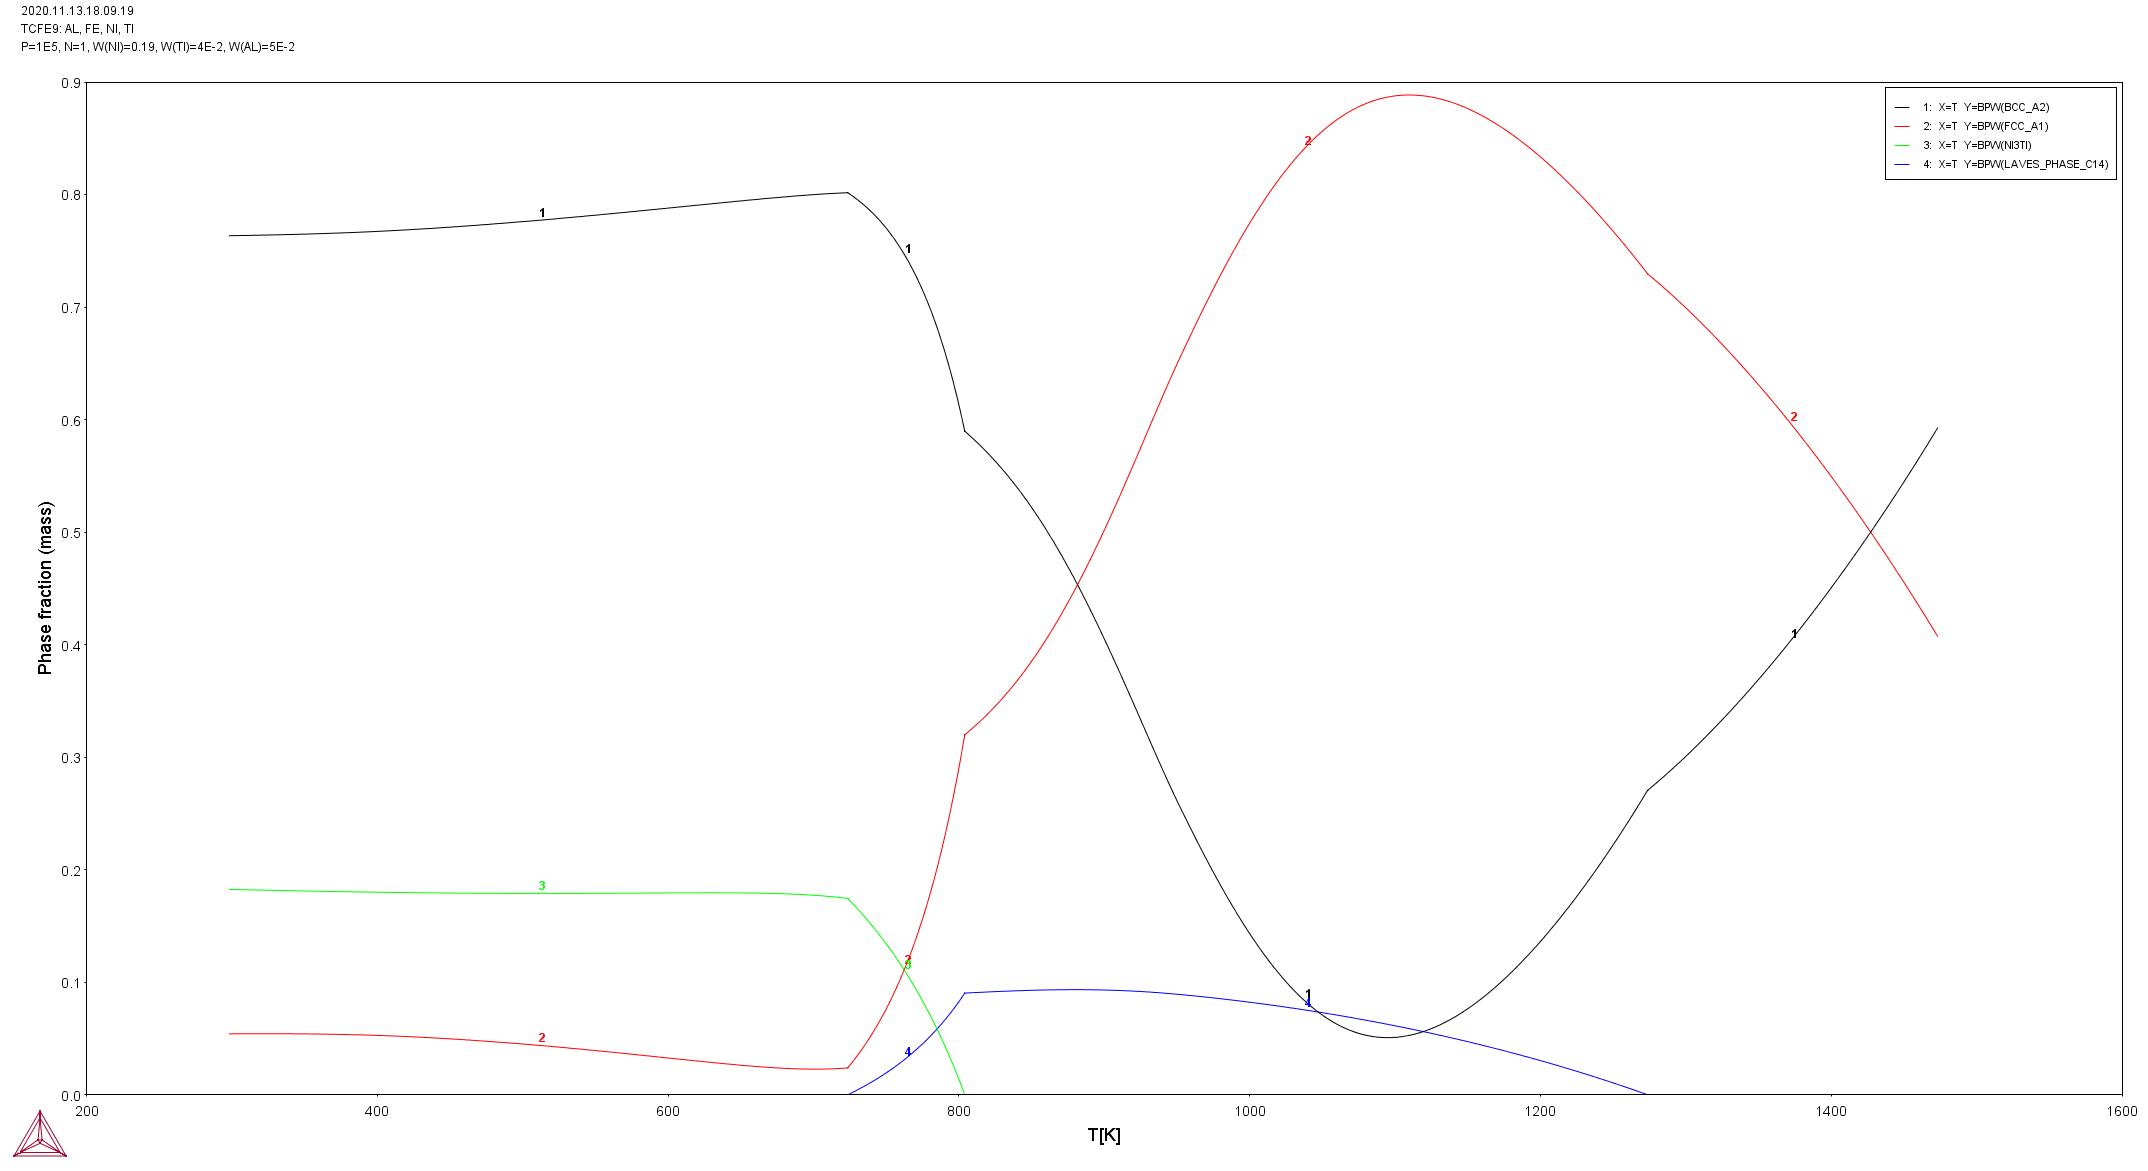 2020.11.13.18.09.19
TCFE9: AL, FE, NI, TI
P=1E5, N=1, W(NI)=0.19, W(TI)=4E-2, W(AL)=5E-2
1: X=T Y=BPW(BCC_A2)
2: X=T Y=BPW(FCC_A1)
3: X=T Y=BPW(NI3TI)
4: X=T Y=BPW(LAVES_PHASE_C14)
Phase fraction (mass)
0.9
0.8
0.7
0.6
0.5
0.4
0.3
0.2
0.1
0.0
1
1
1
1
2
2
2
2
3
3
4
4
200 400 600 800 1000 1200 1400 1600
T[K]